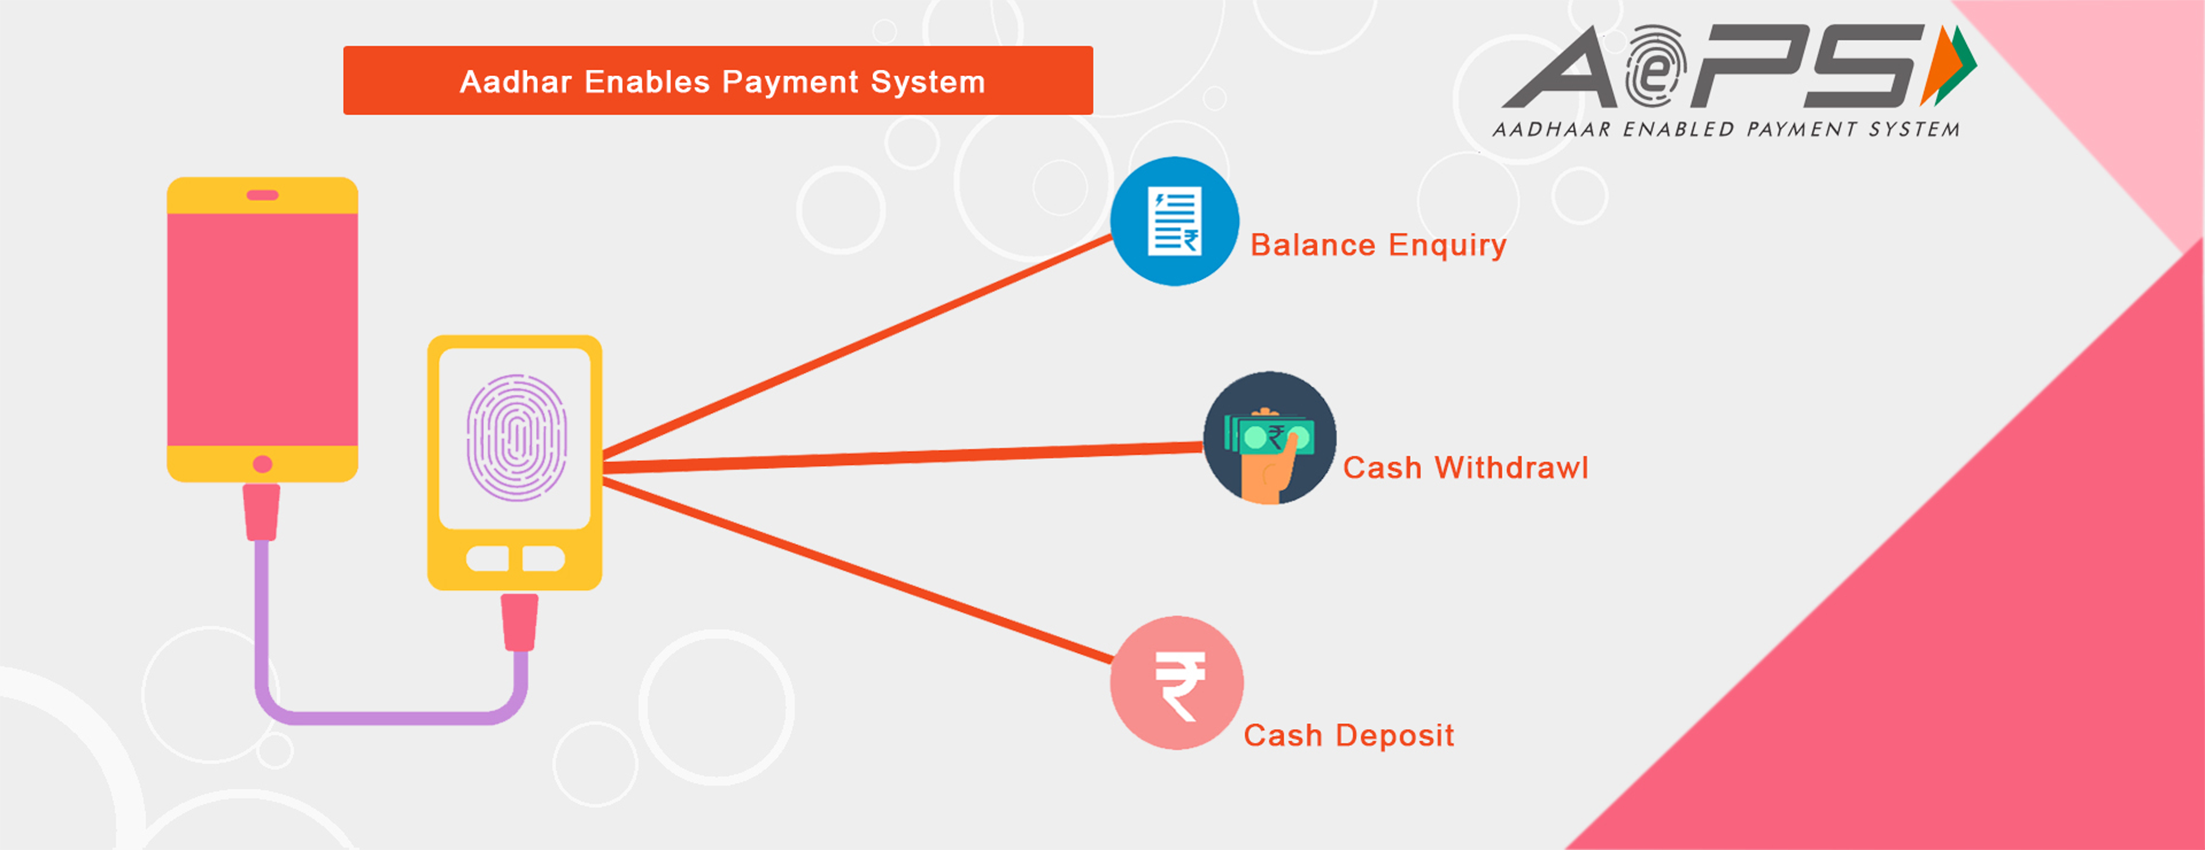 Aadhar Enables Payment System
AePS
AADHAAR ENABLED PAYMENT SYSTEM
₹
Balance Enquiry
₹
Cash Withdrawl
₹
Cash Deposit